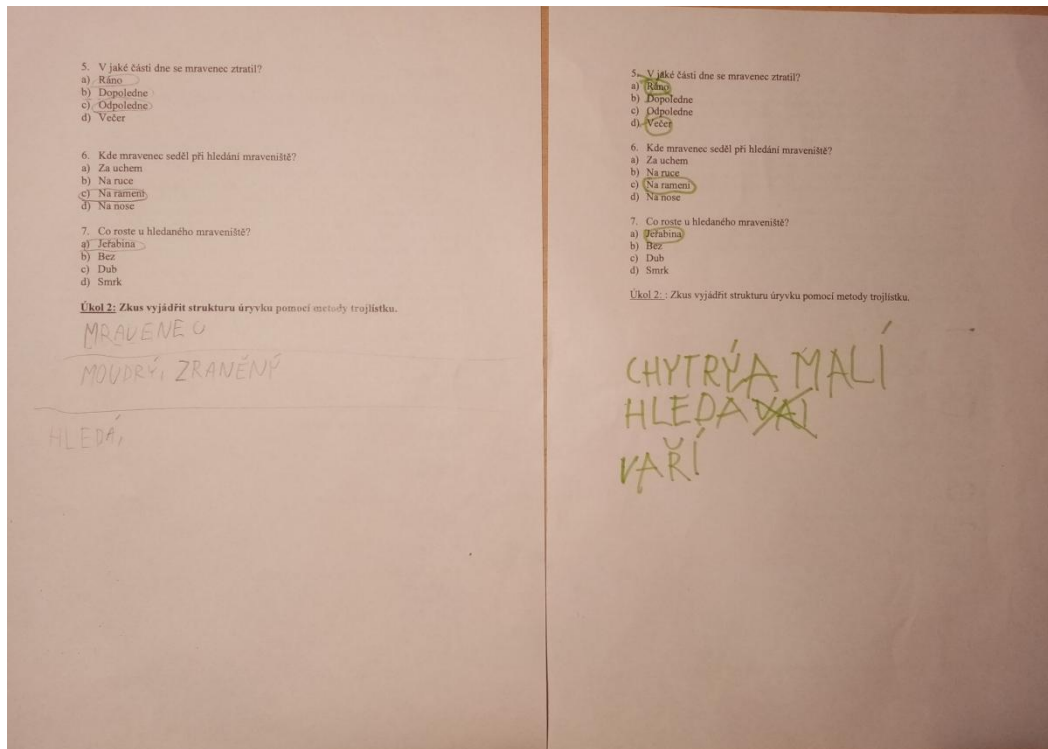 5. V jaké části dne se mravenec ztratil?
a) Ráno
b) Dopoledne
c) Odpoledne
d) Večer
6. Kde mravenec seděl při hledání mraveniště?
a) Za uchem
b) Na ruce
c) Na rameni
d) Na nose
7. Co roste u hledaného mraveniště?
a) Jeřabina
b) Bez
c) Dub
d) Smrk
Úkol 2: Zkus vyjádřit strukturu úryvku pomocí metody trojlístku.
MRAVENEC
MOUDRÝ, ZRANĚNÝ
HLEDÁ,
5. V jaké části dne se mravenec ztratil?
a) Ráno
b) Dopoledne
c) Odpoledne
d) Večer
6. Kde mravenec seděl při hledání mraveniště?
a) Za uchem
b) Na ruce
c) Na rameni
d) Na nose
7. Co roste u hledaného mraveniště?
a) Jeřabina
b) Bez
c) Dub
d) Smrk
Úkol 2: : Zkus vyjádřit strukturu úryvku pomocí metody trojlístku.
CHYTRÝ A MALÍ
HLEDÁ
VAŘÍ